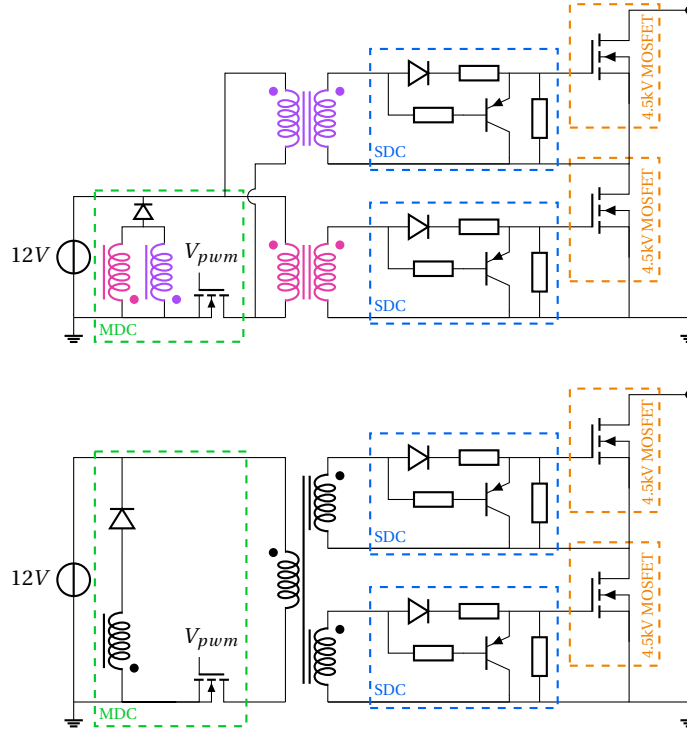 4.5kV MOSFET
SDC
12V
V_pwm
4.5kV MOSFET
SDC
MDC
4.5kV MOSFET
SDC
12V
V_pwm
4.5kV MOSFET
SDC
MDC